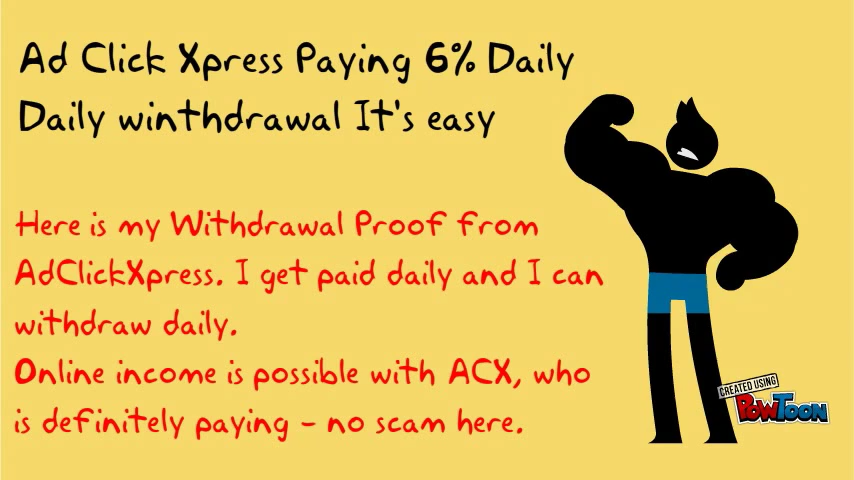 Ad Click Xpress Paying 6% Daily
Daily winthdrawal It's easy
Here is my Withdrawal Proof from
AdClickXpress. I get paid daily and I can
withdraw daily.
Online income is possible with ACX, who
is definitely paying - no scam here.
CREATED USING
POWTOON